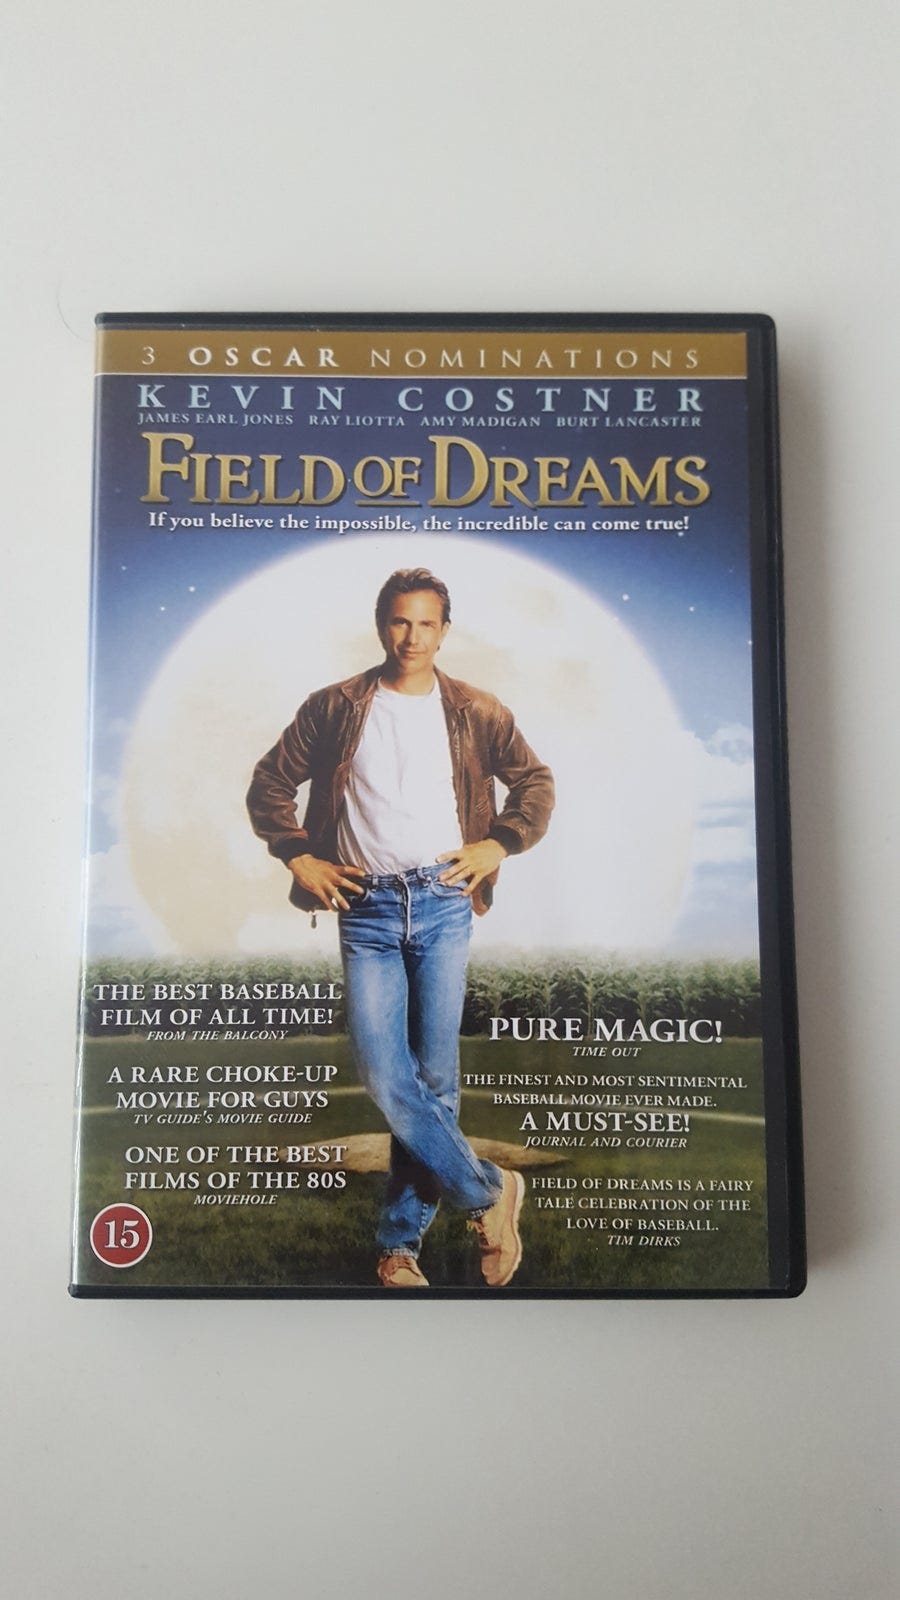 3 OSCAR NOMINATIONS
KEVIN COSTNER
JAMES EARL JONES RAY LIOTTA AMY MADIGAN BURT LANCASTER
FIELD OF DREAMS
If you believe the impossible, the incredible can come true!
THE BEST BASEBALL
FILM OF ALL TIME!
FROM THE BALCONY
A RARE CHOKE-UP
MOVIE FOR GUYS
TV GUIDE'S MOVIE GUIDE
ONE OF THE BEST
FILMS OF THE 80S
MOVIEHOLE
15
PURE MAGIC!
TIME OUT
THE FINEST AND MOST SENTIMENTAL
BASEBALL MOVIE EVER MADE.
A MUST-SEE!
JOURNAL AND COURIER
FIELD OF DREAMS IS A FAIRY
TALE CELEBRATION OF THE
LOVE OF BASEBALL.
TIM DIRKS